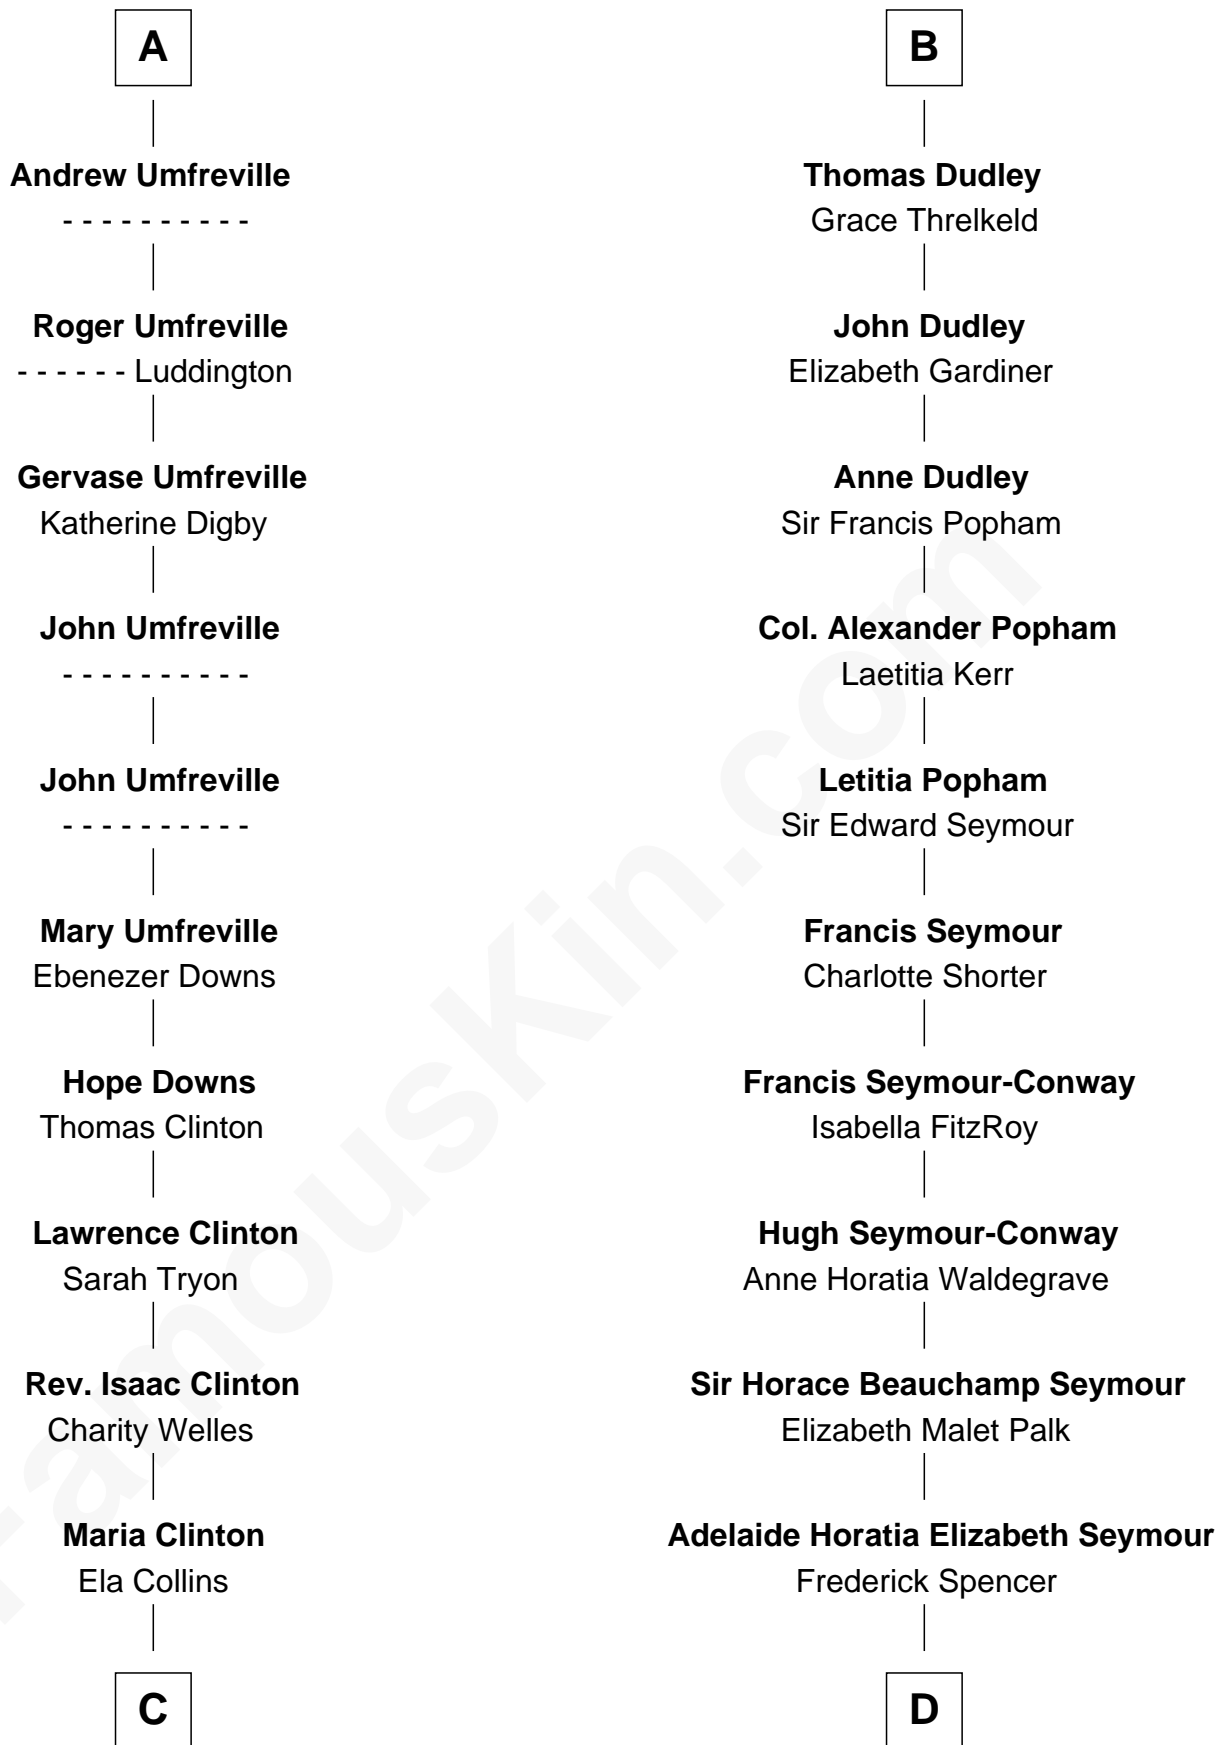 A
Andrew Umfreville
- - - - - - - - - -
Roger Umfreville
- - - - - - Luddington
Gervase Umfreville
Katherine Digby
John Umfreville
- - - - - - - - - -
John Umfreville
- - - - - - - - - -
Mary Umfreville
Ebenezer Downs
Hope Downs
Thomas Clinton
Lawrence Clinton
Sarah Tryon
Rev. Isaac Clinton
Charity Welles
Maria Clinton
Ela Collins
C
B
Thomas Dudley
Grace Threlkeld
John Dudley
Elizabeth Gardiner
Anne Dudley
Sir Francis Popham
Col. Alexander Popham
Laetitia Kerr
Letitia Popham
Sir Edward Seymour
Francis Seymour
Charlotte Shorter
Francis Seymour-Conway
Isabella FitzRoy
Hugh Seymour-Conway
Anne Horatia Waldegrave
Sir Horace Beauchamp Seymour
Elizabeth Malet Palk
Adelaide Horatia Elizabeth Seymour
Frederick Spencer
D
FamousKin.com